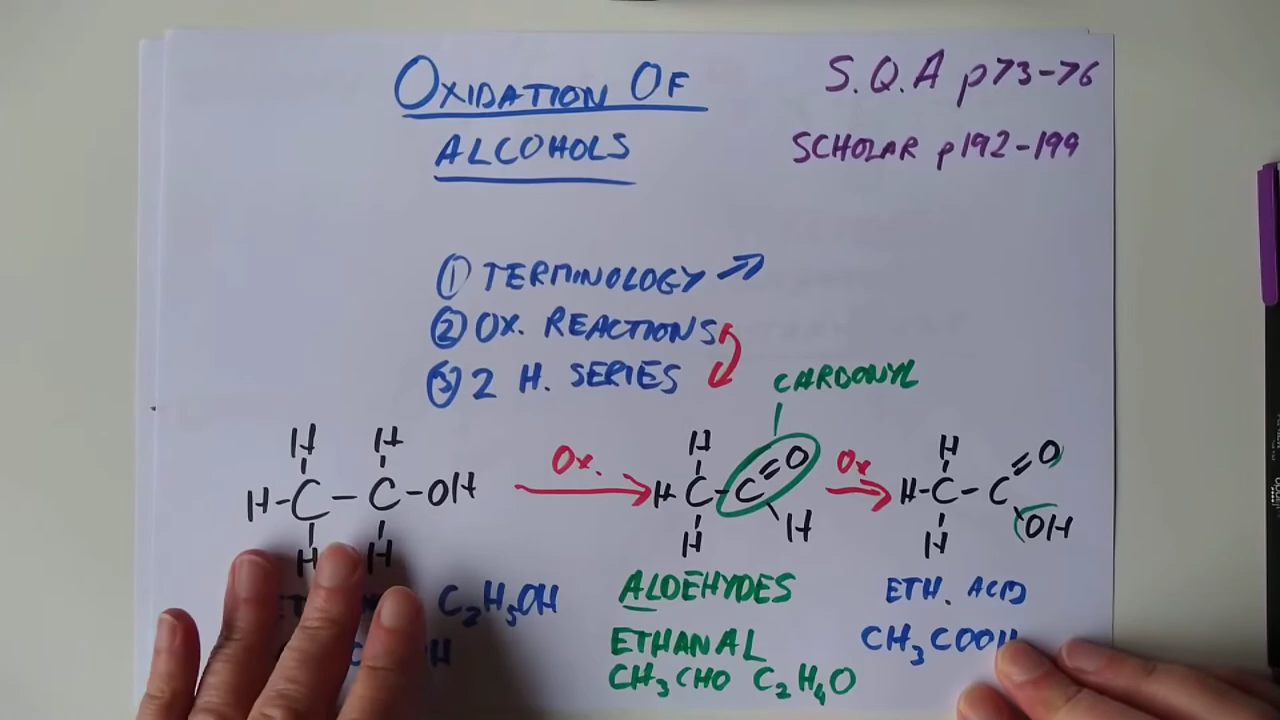 OXIDATION OF
ALCOHOLS
S.Q.A p73-76
SCHOLAR p192-199
① TERMINOLOGY
② OX. REACTIONS
③ 2 H. SERIES
CARBONYL
H H
H-C-C-OH
H H
Ox.
H O
H-C-C
H H
Ox
H O
H-C-C
H OH
C₂H₅OH
ALDEHYDES
ETHANAL
CH₃CHO C₂H₄O
ETH. ACID
CH₃COOH